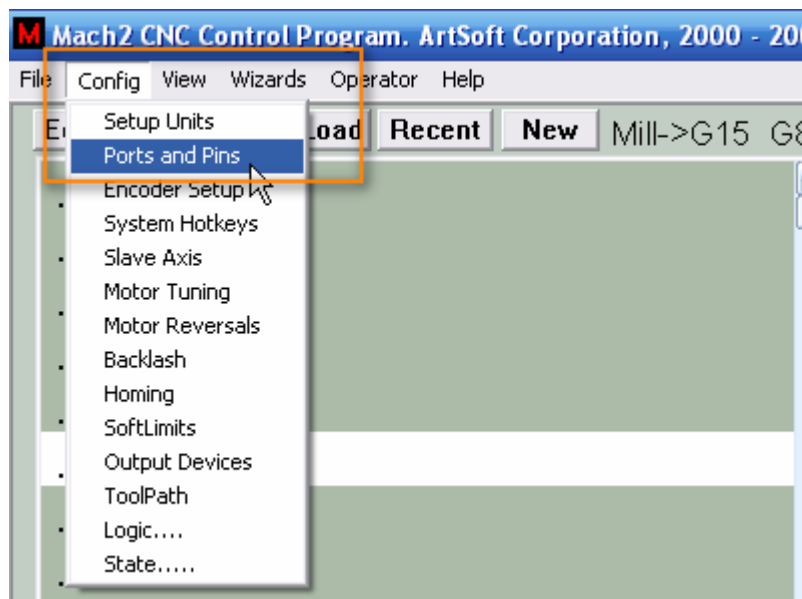 M Mach2 CNC Control Program. ArtSoft Corporation, 2000 -
File Config View Wizards Operator Help
Recent New Mill->G15
Setup Units
Ports and Pins
Encoder Setup
System Hotkeys
Slave Axis
Motor Tuning
Motor Reversals
Backlash
Homing
SoftLimits
Output Devices
ToolPath
Logic....
State.....